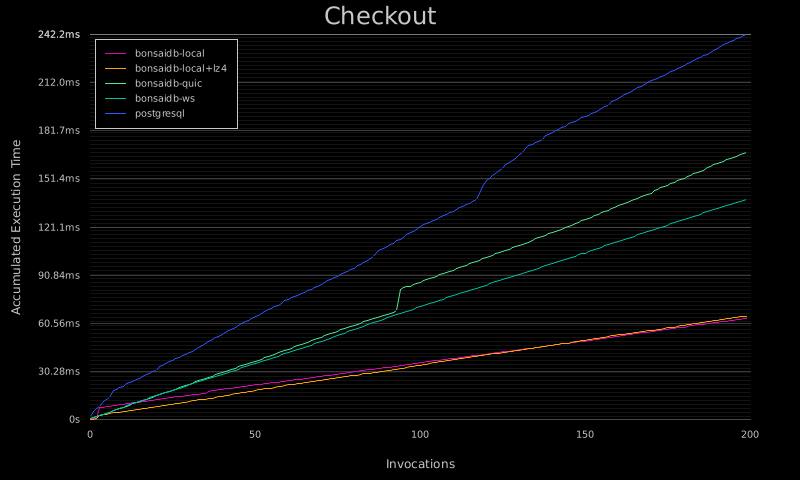 Checkout
242.2ms
212.0ms
181.7ms
151.4ms
121.1ms
90.84ms
60.56ms
30.28ms
0s
bonsaidb-local
bonsaidb-local+lz4
bonsaidb-quic
bonsaidb-ws
postgresql
Accumulated Execution Time
0 50 100 150 200
Invocations